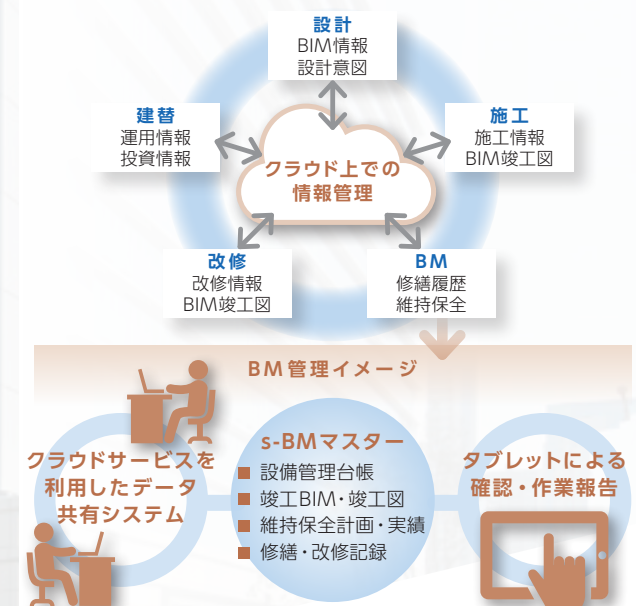 設計
BIM情報
設計意図
建替
運用情報
投資情報
施工
施工情報
BIM竣工図
クラウド上での
情報管理
改修
改修情報
BIM竣工図
BM
修繕履歴
維持保全
BM管理イメージ
クラウドサービスを
利用したデータ
共有システム
s-BMマスター
■ 設備管理台帳
■ 竣工BIM・竣工図
■ 維持保全計画・実績
■ 修繕・改修記録
タブレットによる
確認・作業報告